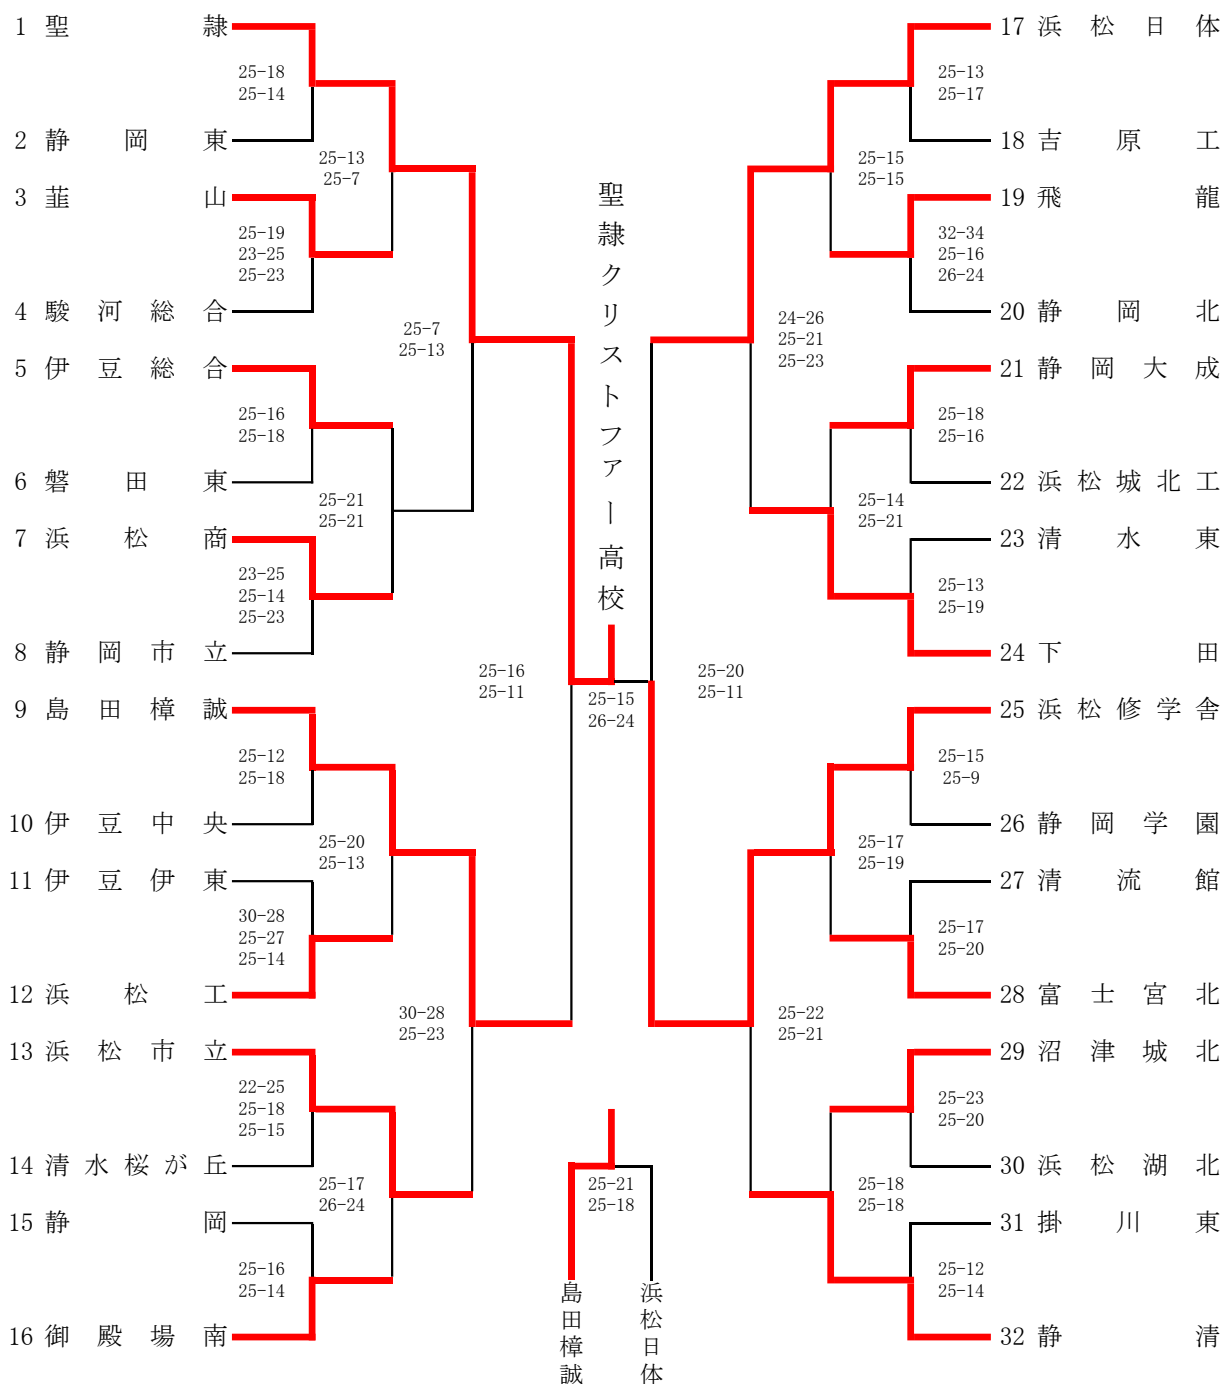 1 聖隷
25-18
25-14
2 静岡東
25-13
25-7
3 韮山
25-19
23-25
25-23
4 駿河総合
25-7
25-13
5 伊豆総合
25-16
25-18
6 磐田東
25-21
25-21
7 浜松商
23-25
25-14
25-23
8 静岡市立
25-16
25-11
9 島田樟誠
25-12
25-18
10 伊豆中央
25-20
25-13
11 伊豆伊東
30-28
25-27
25-14
12 浜松工
30-28
25-23
13 浜松市立
22-25
25-18
25-15
14 清水桜が丘
25-17
26-24
15 静岡
25-16
25-14
16 御殿場南
聖隷クリストファー高校
25-15
26-24
25-21
25-18
島田樟誠
浜松日体
17 浜松日体
25-13
25-17
18 吉原工
25-15
25-15
19 飛龍
32-34
25-16
26-24
20 静岡北
24-26
25-21
25-23
21 静岡大成
25-18
25-16
22 浜松城北工
25-14
25-21
23 清水東
25-13
25-19
24 下田
25-20
25-11
25 浜松修学舎
25-15
25-9
26 静岡学園
25-17
25-19
27 清流館
25-17
25-20
28 富士宮北
25-22
25-21
29 沼津城北
25-23
25-20
30 浜松湖北
25-18
25-18
31 掛川東
25-12
25-14
32 静清